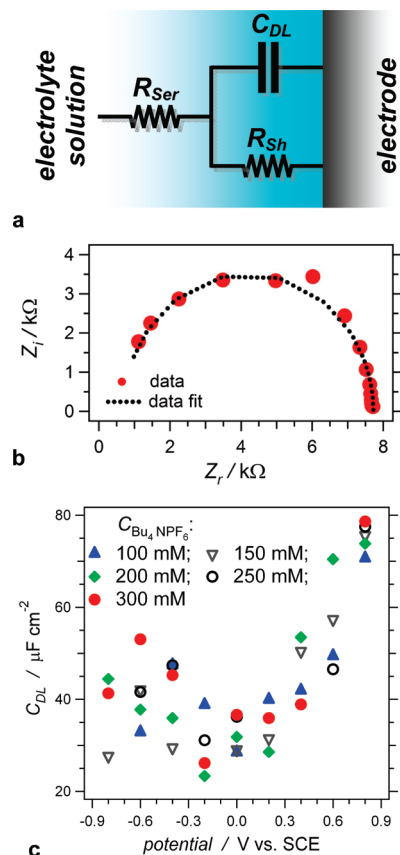 electrolyte
solution
R_Ser
C_DL
R_Sh
electrode
a
4
3
2
1
0
Z_i / kΩ
data
data fit
0 2 4 6 8
Z_r / kΩ
b
C_Bu4NPF6:
100 mM; 150 mM;
200 mM; 250 mM;
300 mM
80
60
40
20
C_DL / μF cm⁻²
-0.9 -0.6 -0.3 0.0 0.3 0.6 0.9
potential / V vs. SCE
c